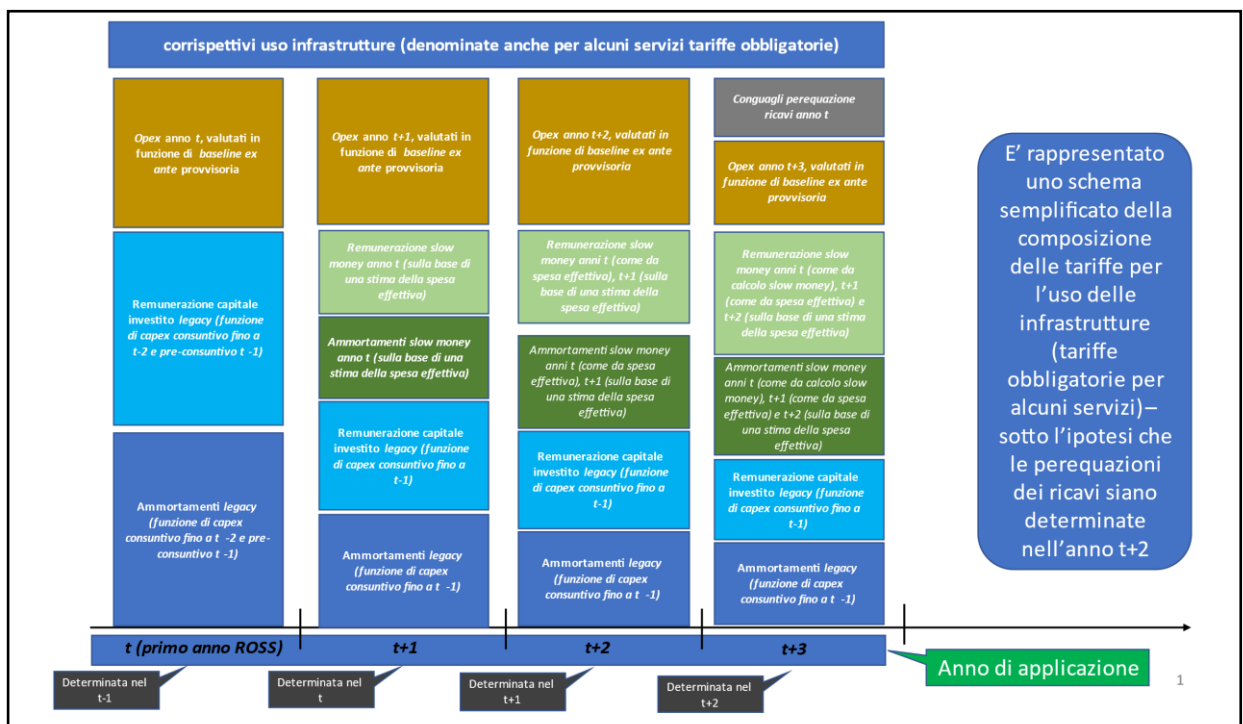 corrispettivi uso infrastrutture (denominate anche per alcuni servizi tariffe obbligatorie)
Opex anno t, valutati in
funzione di baseline ex
ante provvisoria
Remunerazione capitale
investito legacy (funzione
di capex consuntivo fino a
t-2 e pre-consuntivo t -1)
Ammortamenti legacy
(funzione di capex
consuntivo fino a t -2 e pre-
consuntivo t -1)
Opex anno t+1, valutati in
funzione di baseline ex
ante provvisoria
Remunerazione slow
money anno t (sulla base di
una stima della spesa
effettiva)
Ammortamenti slow money
anno t (sulla base di una
stima della spesa effettiva)
Remunerazione capitale
investito legacy (funzione
di capex consuntivo fino a
t-1)
Ammortamenti legacy
(funzione di capex
consuntivo fino a t -1)
Opex anno t+2, valutati in
funzione di baseline ex ante
provvisoria
Remunerazione slow
money anni t (come da
spesa effettiva), t+1 (sulla
base di una stima della
spesa effettiva)
Ammortamenti slow money
anni t (come da spesa
effettiva), t+1 (sulla base di
una stima della spesa
effettiva)
Remunerazione capitale
investito legacy (funzione
di capex consuntivo fino a
t-1)
Ammortamenti legacy
(funzione di capex
consuntivo fino a t -1)
Conguagli perequazione
ricavi anno t
Opex anno t+3, valutati in
funzione di baseline ex ante
provvisoria
Remunerazione slow
money anni t (come da
calcolo slow money), t+1
(come da spesa effettiva) e
t+2 (sulla base di una stima
della spesa effettiva)
Ammortamenti slow money
anni t (come da calcolo slow
money), t+1 (come da spesa
effettiva) e t+2 (sulla base di
una stima della spesa
effettiva)
Remunerazione capitale
investito legacy (funzione
di capex consuntivo fino a
t-1)
Ammortamenti legacy
(funzione di capex
consuntivo fino a t -1)
E' rappresentato
uno schema
semplificato della
composizione
delle tariffe per
l'uso delle
infrastrutture
(tariffe
obbligatorie per
alcuni servizi)–
sotto l'ipotesi che
le perequazioni
dei ricavi siano
determinate
nell'anno t+2
t (primo anno ROSS)
t+1
t+2
t+3
Anno di applicazione
Determinata nel
t-1
Determinata nel
t
Determinata nel
t+1
Determinata nel
t+2
1